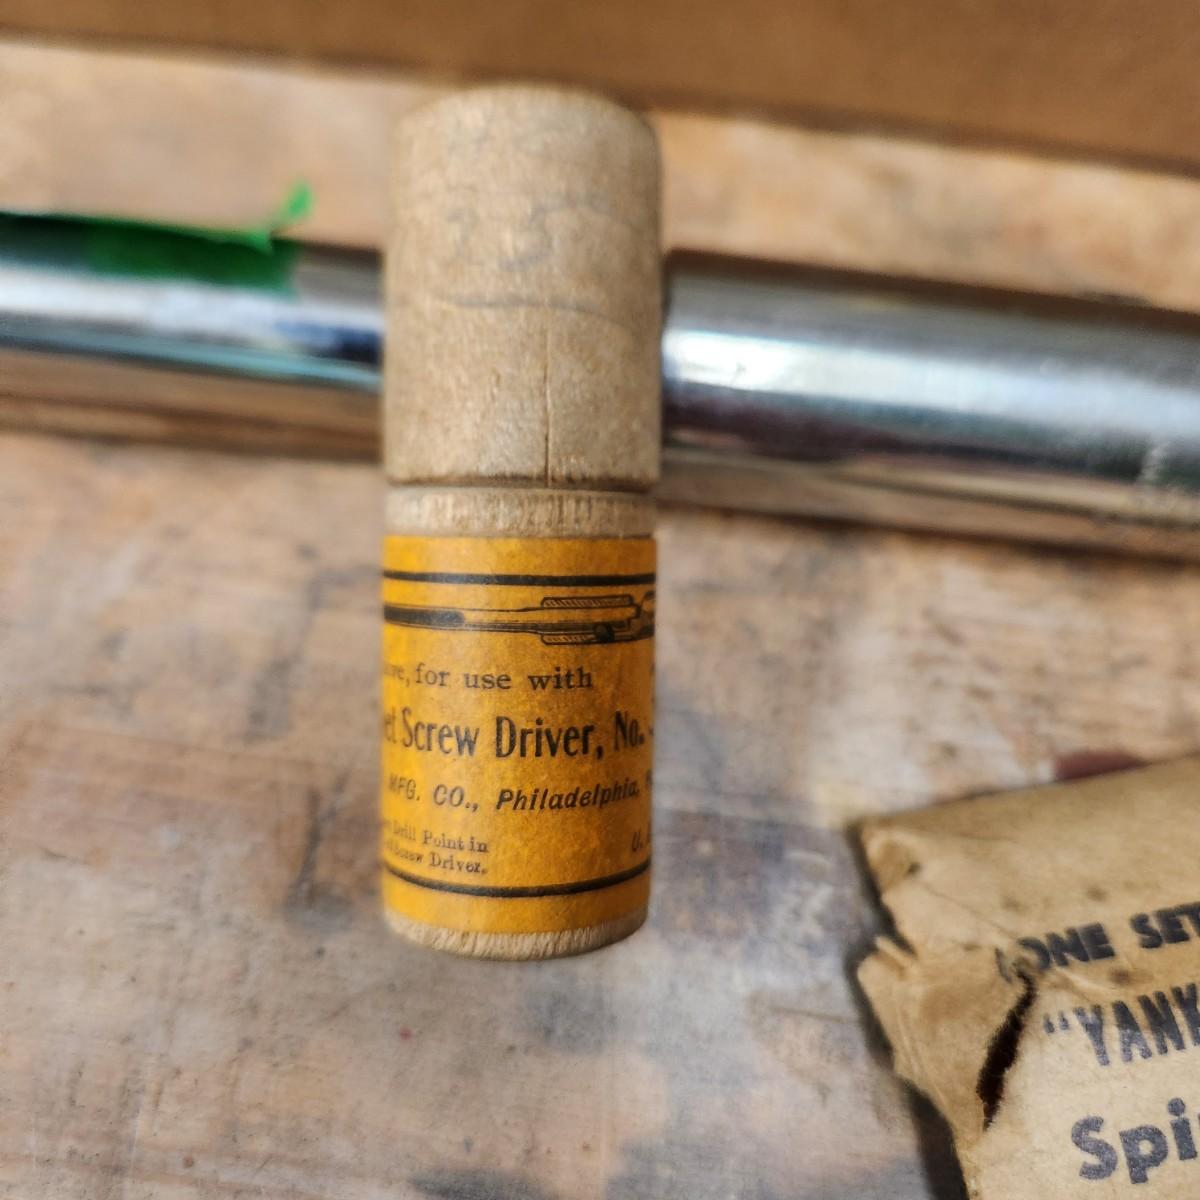 for use with
Screw Driver, No.
MFG. CO., Philadelphia,
Drill Point in
Screw Driver.
U.
ONE SET
"YANK
Spi